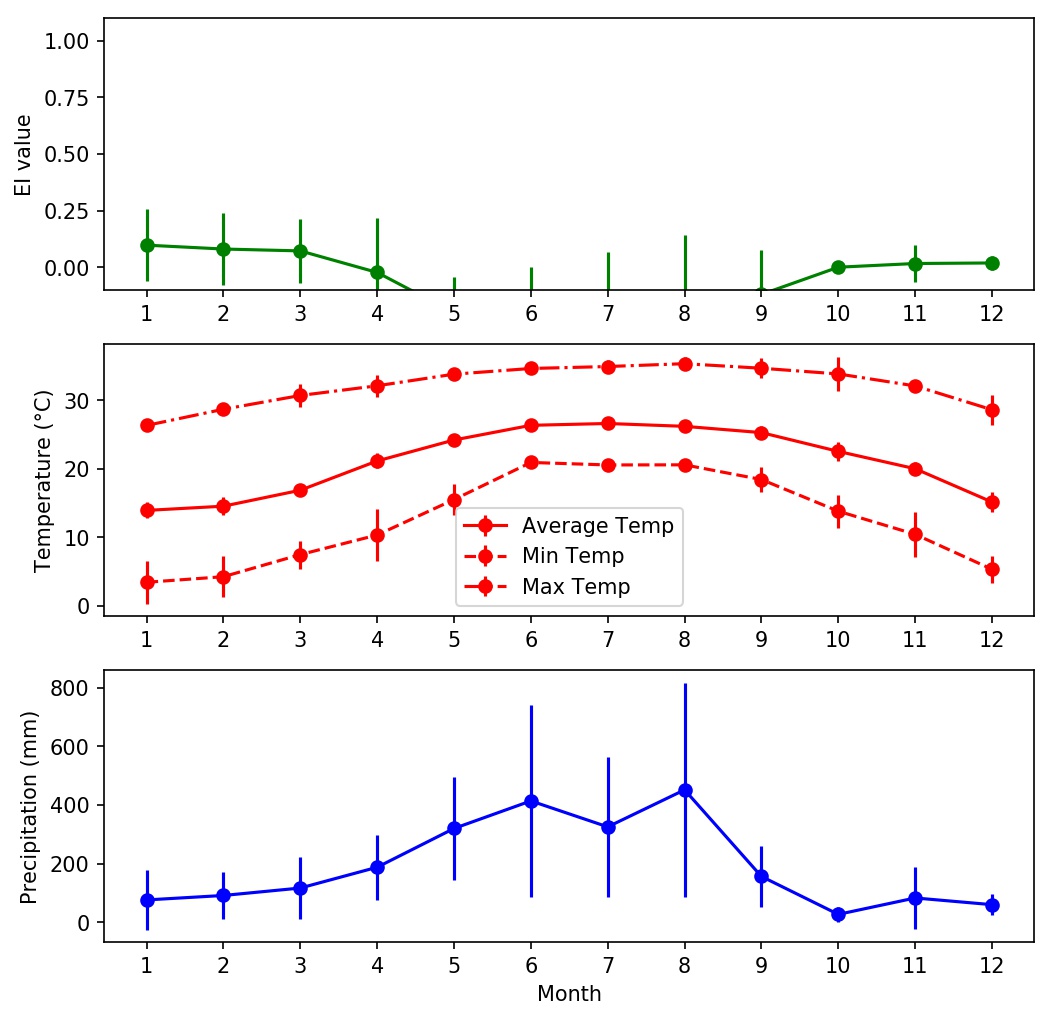 EI value
1.00
0.75
0.50
0.25
0.00
1 2 3 4 5 6 7 8 9 10 11 12
Temperature (°C)
30
20
10
0
Average Temp
Min Temp
Max Temp
1 2 3 4 5 6 7 8 9 10 11 12
Precipitation (mm)
800
600
400
200
0
1 2 3 4 5 6 7 8 9 10 11 12
Month